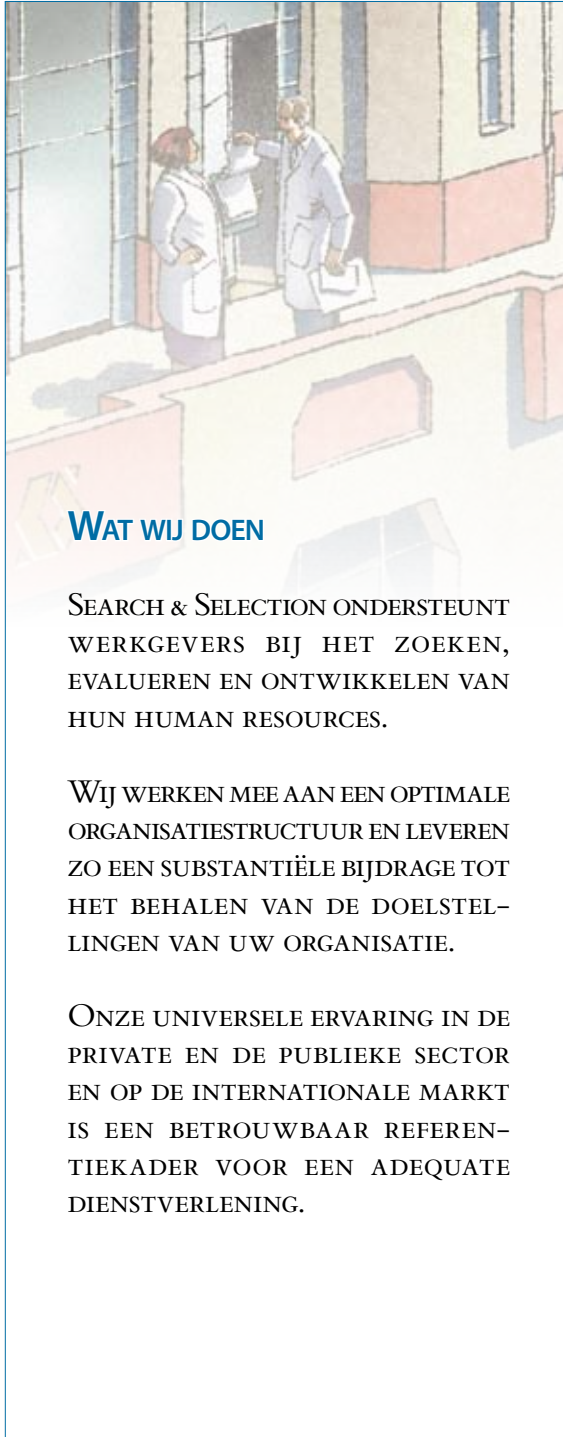 Wat wij doen
Search & Selection ondersteunt
werkgevers bij het zoeken,
evalueren en ontwikkelen van
hun human resources.
Wij werken mee aan een optimale
organisatiestructuur en leveren
zo een substantiële bijdrage tot
het behalen van de doelstel-
lingen van uw organisatie.
Onze universele ervaring in de
private en de publieke sector
en op de internationale markt
is een betrouwbaar referen-
tiekader voor een adequate
dienstverlening.